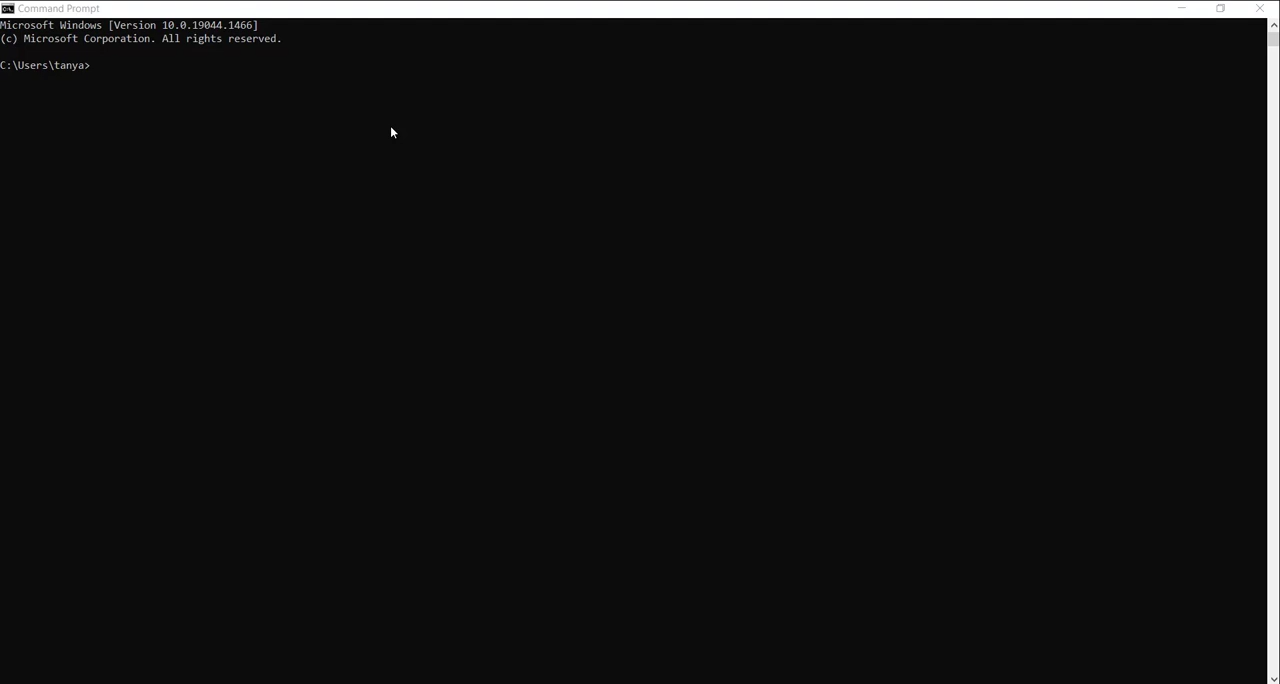 Command Prompt
Microsoft Windows [Version 10.0.19044.1466]
(c) Microsoft Corporation. All rights reserved.
C:\Users\tanya>